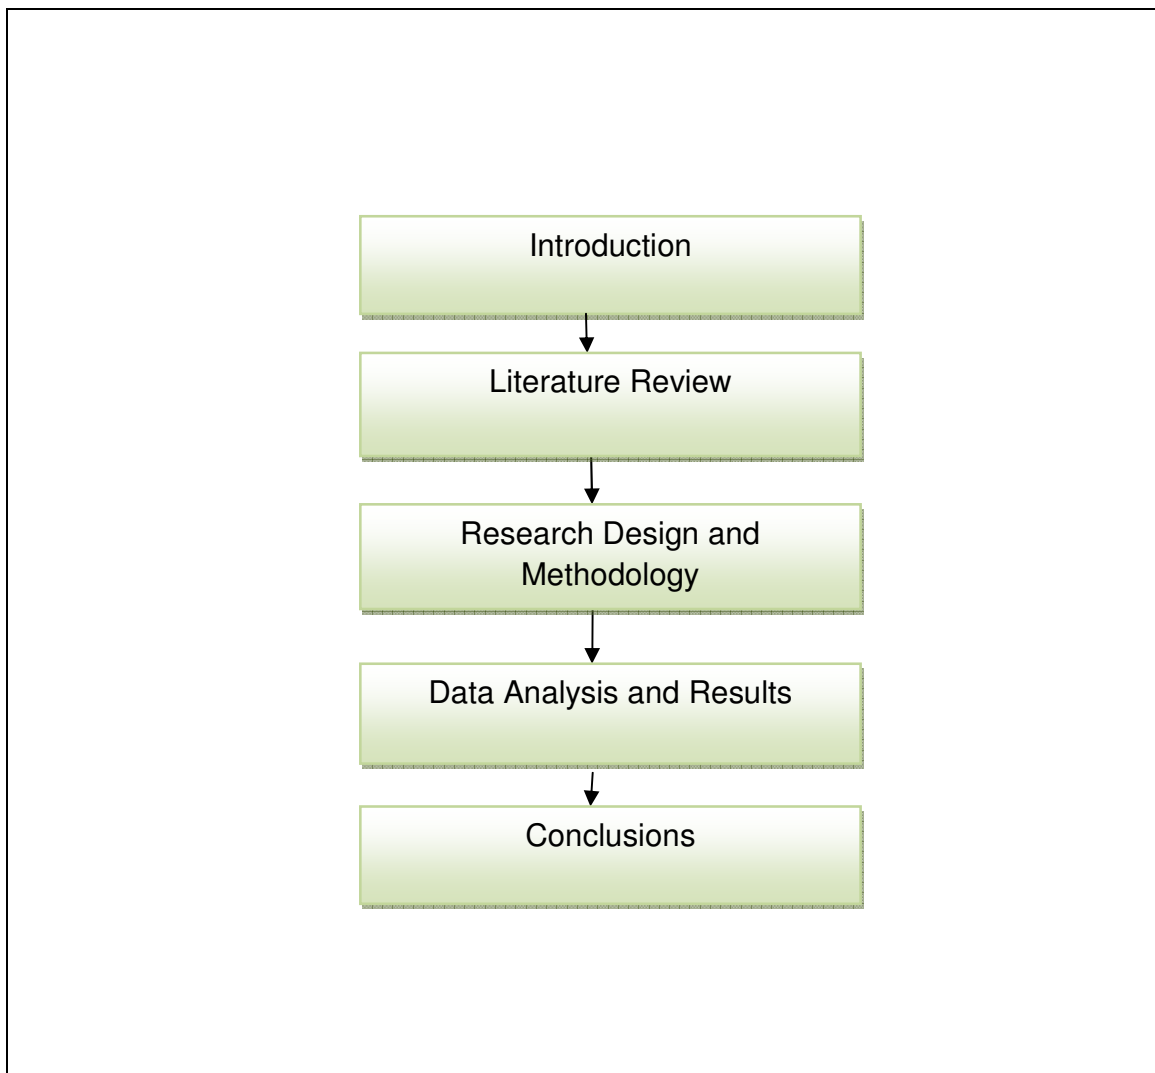 Introduction
Literature Review
Research Design and
Methodology
Data Analysis and Results
Conclusions